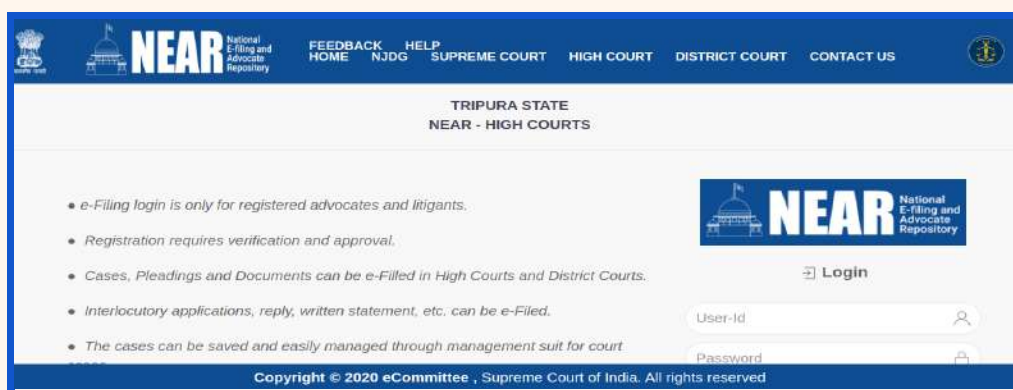 NEAR
National
E-filing and
Advocate
Repository
FEEDBACK HELP
HOME NJDG SUPREME COURT HIGH COURT DISTRICT COURT CONTACT US
TRIPURA STATE
NEAR - HIGH COURTS
• e-Filing login is only for registered advocates and litigants.
• Registration requires verification and approval.
• Cases, Pleadings and Documents can be e-Filled in High Courts and District Courts.
• Interlocutory applications, reply, written statement, etc. can be e-Filed.
• The cases can be saved and easily managed through management suit for court
NEAR
National
E-filing and
Advocate
Repository
Login
User-Id
Password
Copyright © 2020 eCommittee , Supreme Court of India. All rights reserved